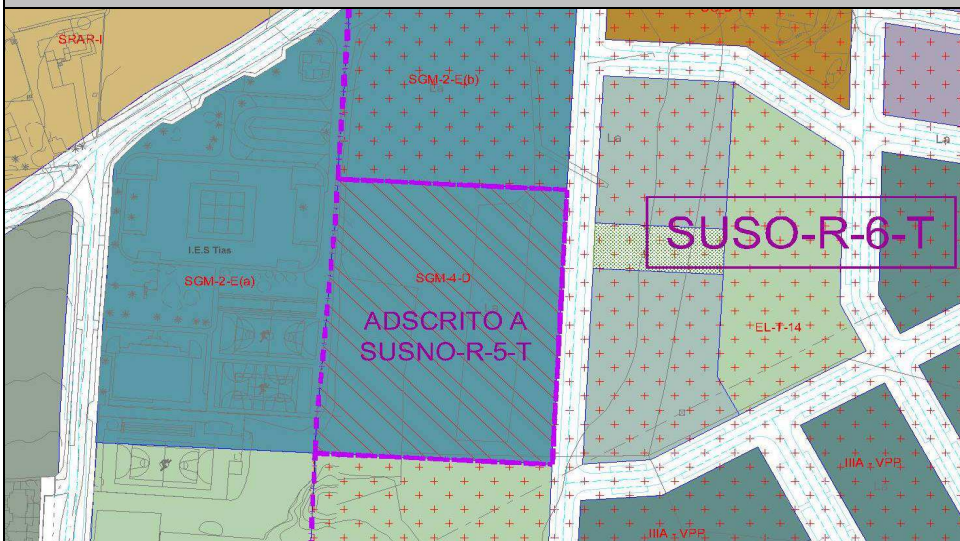 SRAR-I
SGM-2-E(b)
La
La
I.E.S Tias
SGM-2-E(a)
SGM-4-D
ADSCRITO A
SUSNO-R-5-T
SUSO-R-6-T
EL-T-14
IIIA - VPP
IIIA - VPP